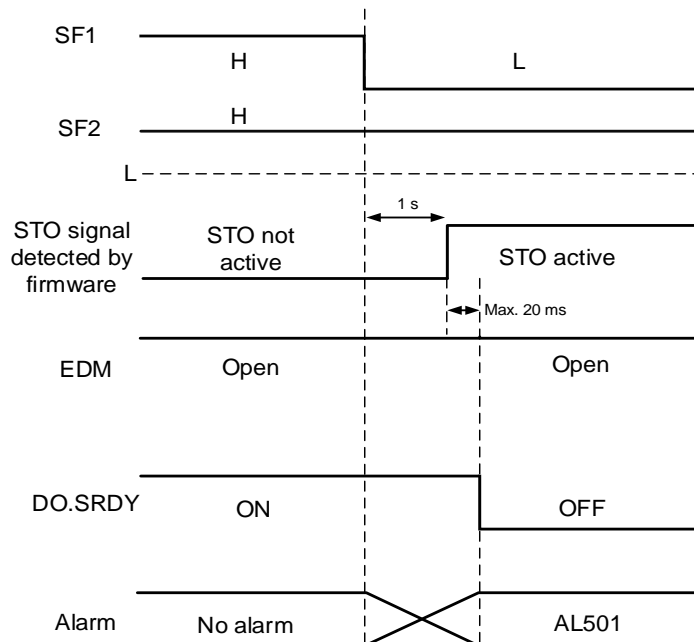 SF1
H
L
SF2
H
L
1 s
STO signal
detected by
firmware
STO not
active
STO active
Max. 20 ms
EDM
Open
Open
DO.SRDY
ON
OFF
Alarm
No alarm
AL501